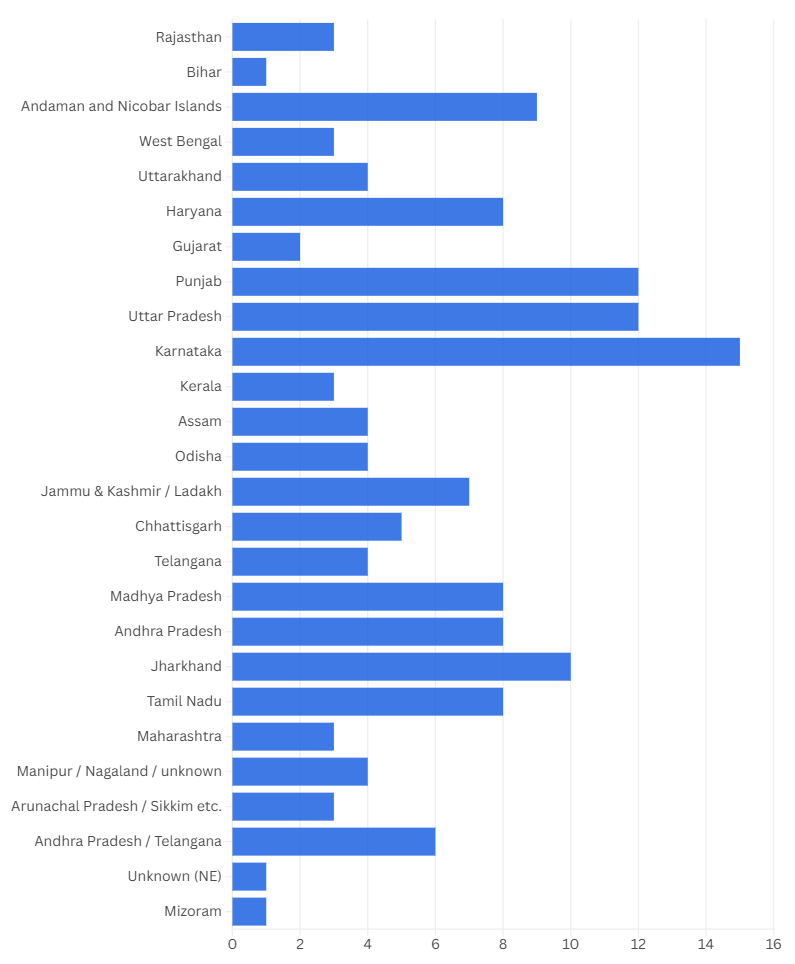 Rajasthan
Bihar
Andaman and Nicobar Islands
West Bengal
Uttarakhand
Haryana
Gujarat
Punjab
Uttar Pradesh
Karnataka
Kerala
Assam
Odisha
Jammu & Kashmir / Ladakh
Chhattisgarh
Telangana
Madhya Pradesh
Andhra Pradesh
Jharkhand
Tamil Nadu
Maharashtra
Manipur / Nagaland / unknown
Arunachal Pradesh / Sikkim etc.
Andhra Pradesh / Telangana
Unknown (NE)
Mizoram
0 2 4 6 8 10 12 14 16